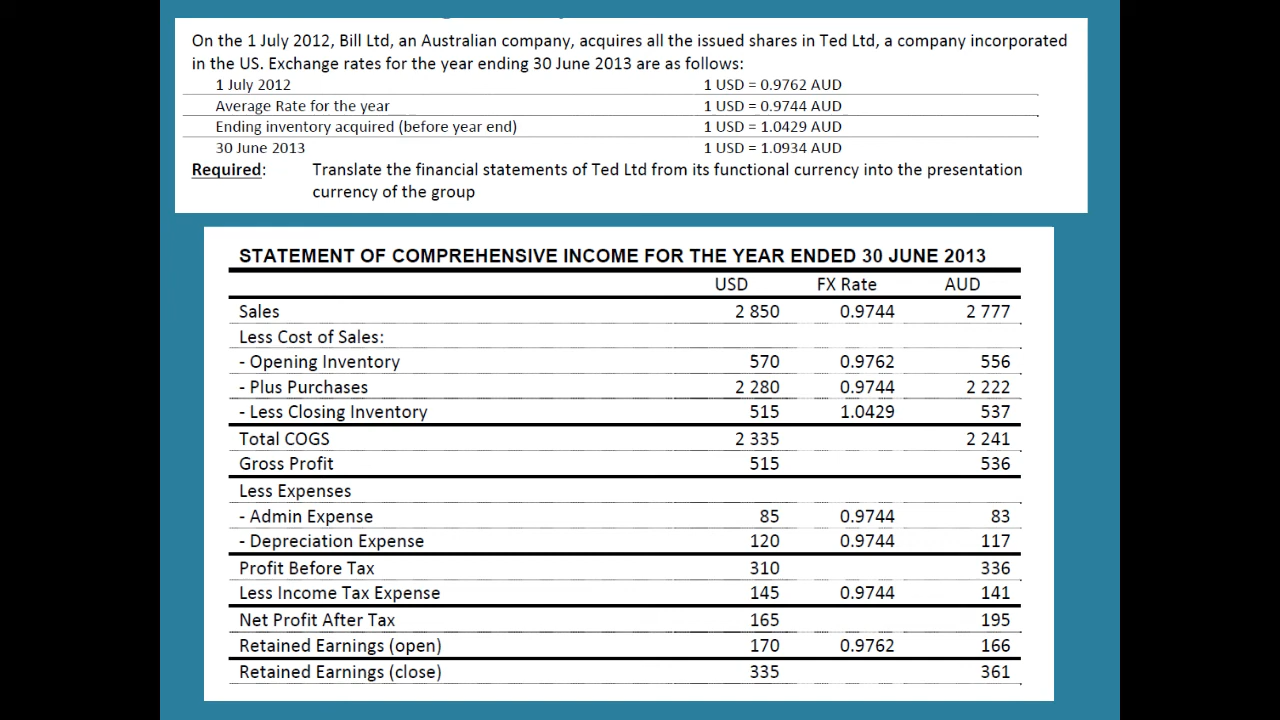 On the 1 July 2012, Bill Ltd, an Australian company, acquires all the issued shares in Ted Ltd, a company incorporated
in the US. Exchange rates for the year ending 30 June 2013 are as follows:
1 July 2012 1 USD = 0.9762 AUD
Average Rate for the year 1 USD = 0.9744 AUD
Ending inventory acquired (before year end) 1 USD = 1.0429 AUD
30 June 2013 1 USD = 1.0934 AUD
Required: Translate the financial statements of Ted Ltd from its functional currency into the presentation
currency of the group
STATEMENT OF COMPREHENSIVE INCOME FOR THE YEAR ENDED 30 JUNE 2013
USD FX Rate AUD
Sales 2 850 0.9744 2 777
Less Cost of Sales:
- Opening Inventory 570 0.9762 556
- Plus Purchases 2 280 0.9744 2 222
- Less Closing Inventory 515 1.0429 537
Total COGS 2 335 2 241
Gross Profit 515 536
Less Expenses
- Admin Expense 85 0.9744 83
- Depreciation Expense 120 0.9744 117
Profit Before Tax 310 336
Less Income Tax Expense 145 0.9744 141
Net Profit After Tax 165 195
Retained Earnings (open) 170 0.9762 166
Retained Earnings (close) 335 361